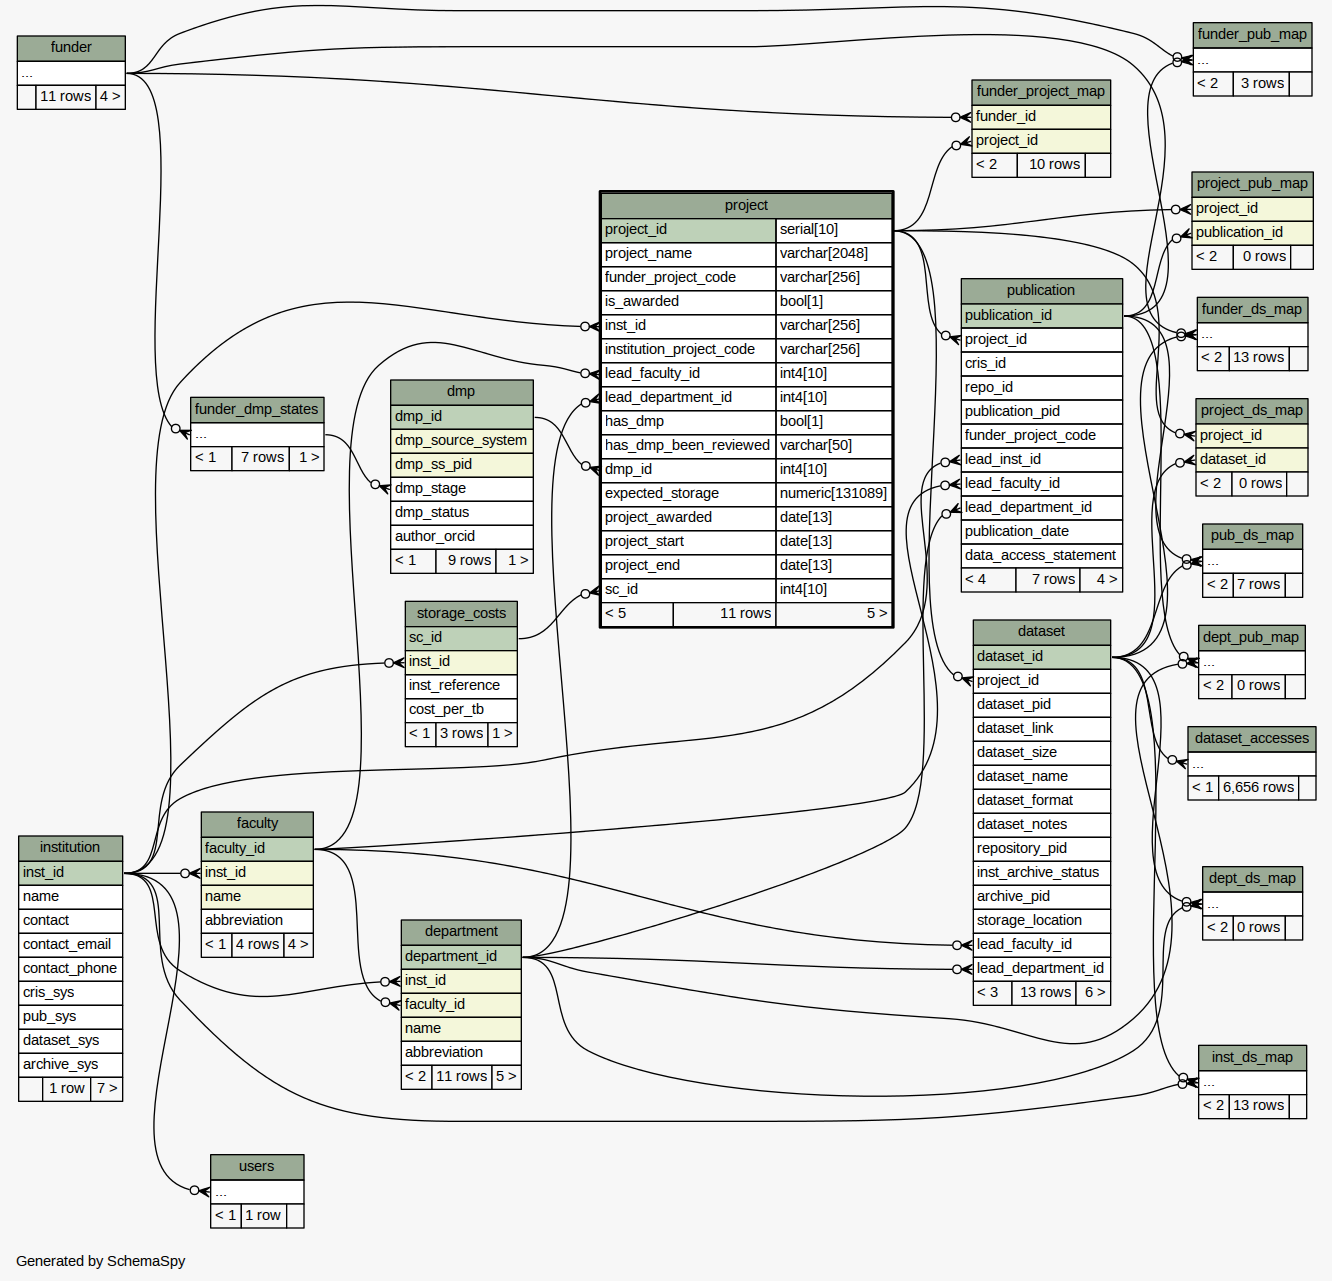 funder
...
11 rows 4 >
funder_pub_map
...
< 2 3 rows
funder_project_map
funder_id
project_id
< 2 10 rows
project_pub_map
project_id
publication_id
< 2 0 rows
project
project_id serial[10]
project_name varchar[2048]
funder_project_code varchar[256]
is_awarded bool[1]
inst_id varchar[256]
institution_project_code varchar[256]
lead_faculty_id int4[10]
lead_department_id int4[10]
has_dmp bool[1]
has_dmp_been_reviewed varchar[50]
dmp_id int4[10]
expected_storage numeric[131089]
project_awarded date[13]
project_start date[13]
project_end date[13]
sc_id int4[10]
< 5 11 rows 5 >
publication
publication_id
project_id
cris_id
repo_id
publication_pid
funder_project_code
lead_inst_id
lead_faculty_id
lead_department_id
publication_date
data_access_statement
< 4 7 rows 4 >
funder_ds_map
...
< 2 13 rows
project_ds_map
project_id
dataset_id
< 2 0 rows
funder_dmp_states
...
< 1 7 rows 1 >
dmp
dmp_id
dmp_source_system
dmp_ss_pid
dmp_stage
dmp_status
author_orcid
< 1 9 rows 1 >
pub_ds_map
...
< 2 7 rows
storage_costs
sc_id
inst_id
inst_reference
cost_per_tb
< 1 3 rows 1 >
dataset
dataset_id
project_id
dataset_pid
dataset_link
dataset_size
dataset_name
dataset_format
dataset_notes
repository_pid
inst_archive_status
archive_pid
storage_location
lead_faculty_id
lead_department_id
< 3 13 rows 6 >
dept_pub_map
...
< 2 0 rows
dataset_accesses
...
< 1 6,656 rows
institution
inst_id
name
contact
contact_email
contact_phone
cris_sys
pub_sys
dataset_sys
archive_sys
1 row 7 >
faculty
faculty_id
inst_id
name
abbreviation
< 1 4 rows 4 >
department
department_id
inst_id
faculty_id
name
abbreviation
< 2 11 rows 5 >
dept_ds_map
...
< 2 0 rows
inst_ds_map
...
< 2 13 rows
users
...
< 1 1 row
Generated by SchemaSpy